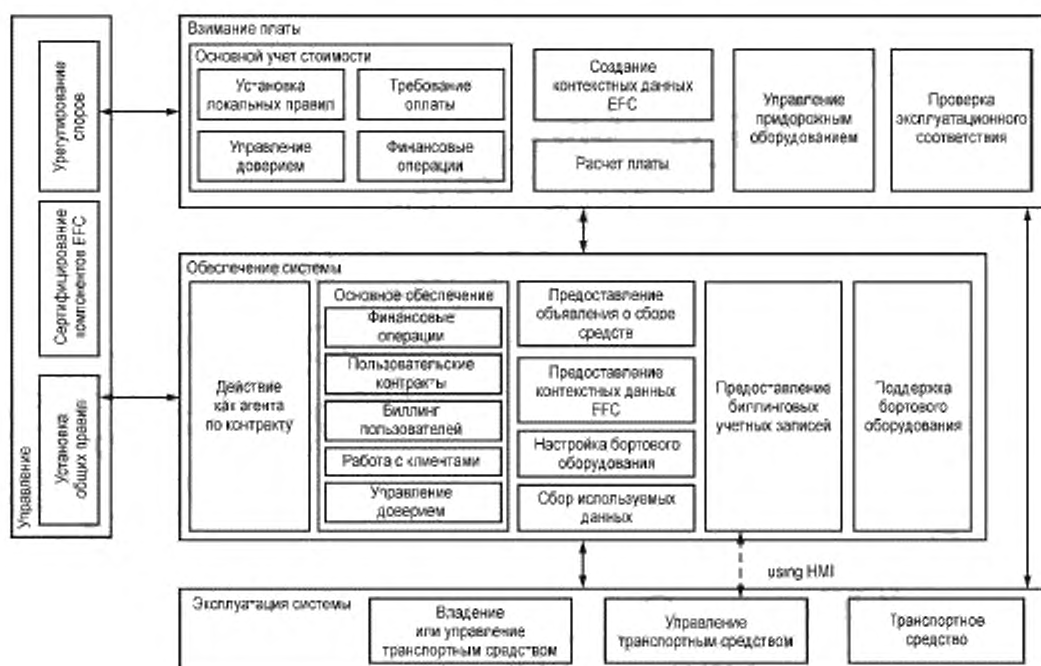 Управление
Урегулирование
споров
Сертифицирование
компонентов EFC
Установка
общих правил
Взимание платы
Основной учет стоимости
Установка
локальных правил
Требование
оплаты
Управление
доверием
Финансовые
операции
Создание
контекстных данных
EFC
Расчет платы
Управление
придорожным
оборудованием
Проверка
эксплуатационного
соответствия
Обеспечение системы
Действие
как агента
по контракту
Основное обеспечение
Финансовые
операции
Пользовательские
контракты
Биллинг
пользователей
Работа с клиентами
Управление
доверием
Предоставление
объявления о сборе
средств
Предоставление
контекстных данных
EFC
Настройка бортового
оборудования
Сбор используемых
данных
Предоставление
биллинговых
учетных записей
Поддержка
бортового
оборудования
using HMI
Эксплуатация системы
Владение
или управление
транспортным средством
Управление
транспортным средством
Транспортное
средство